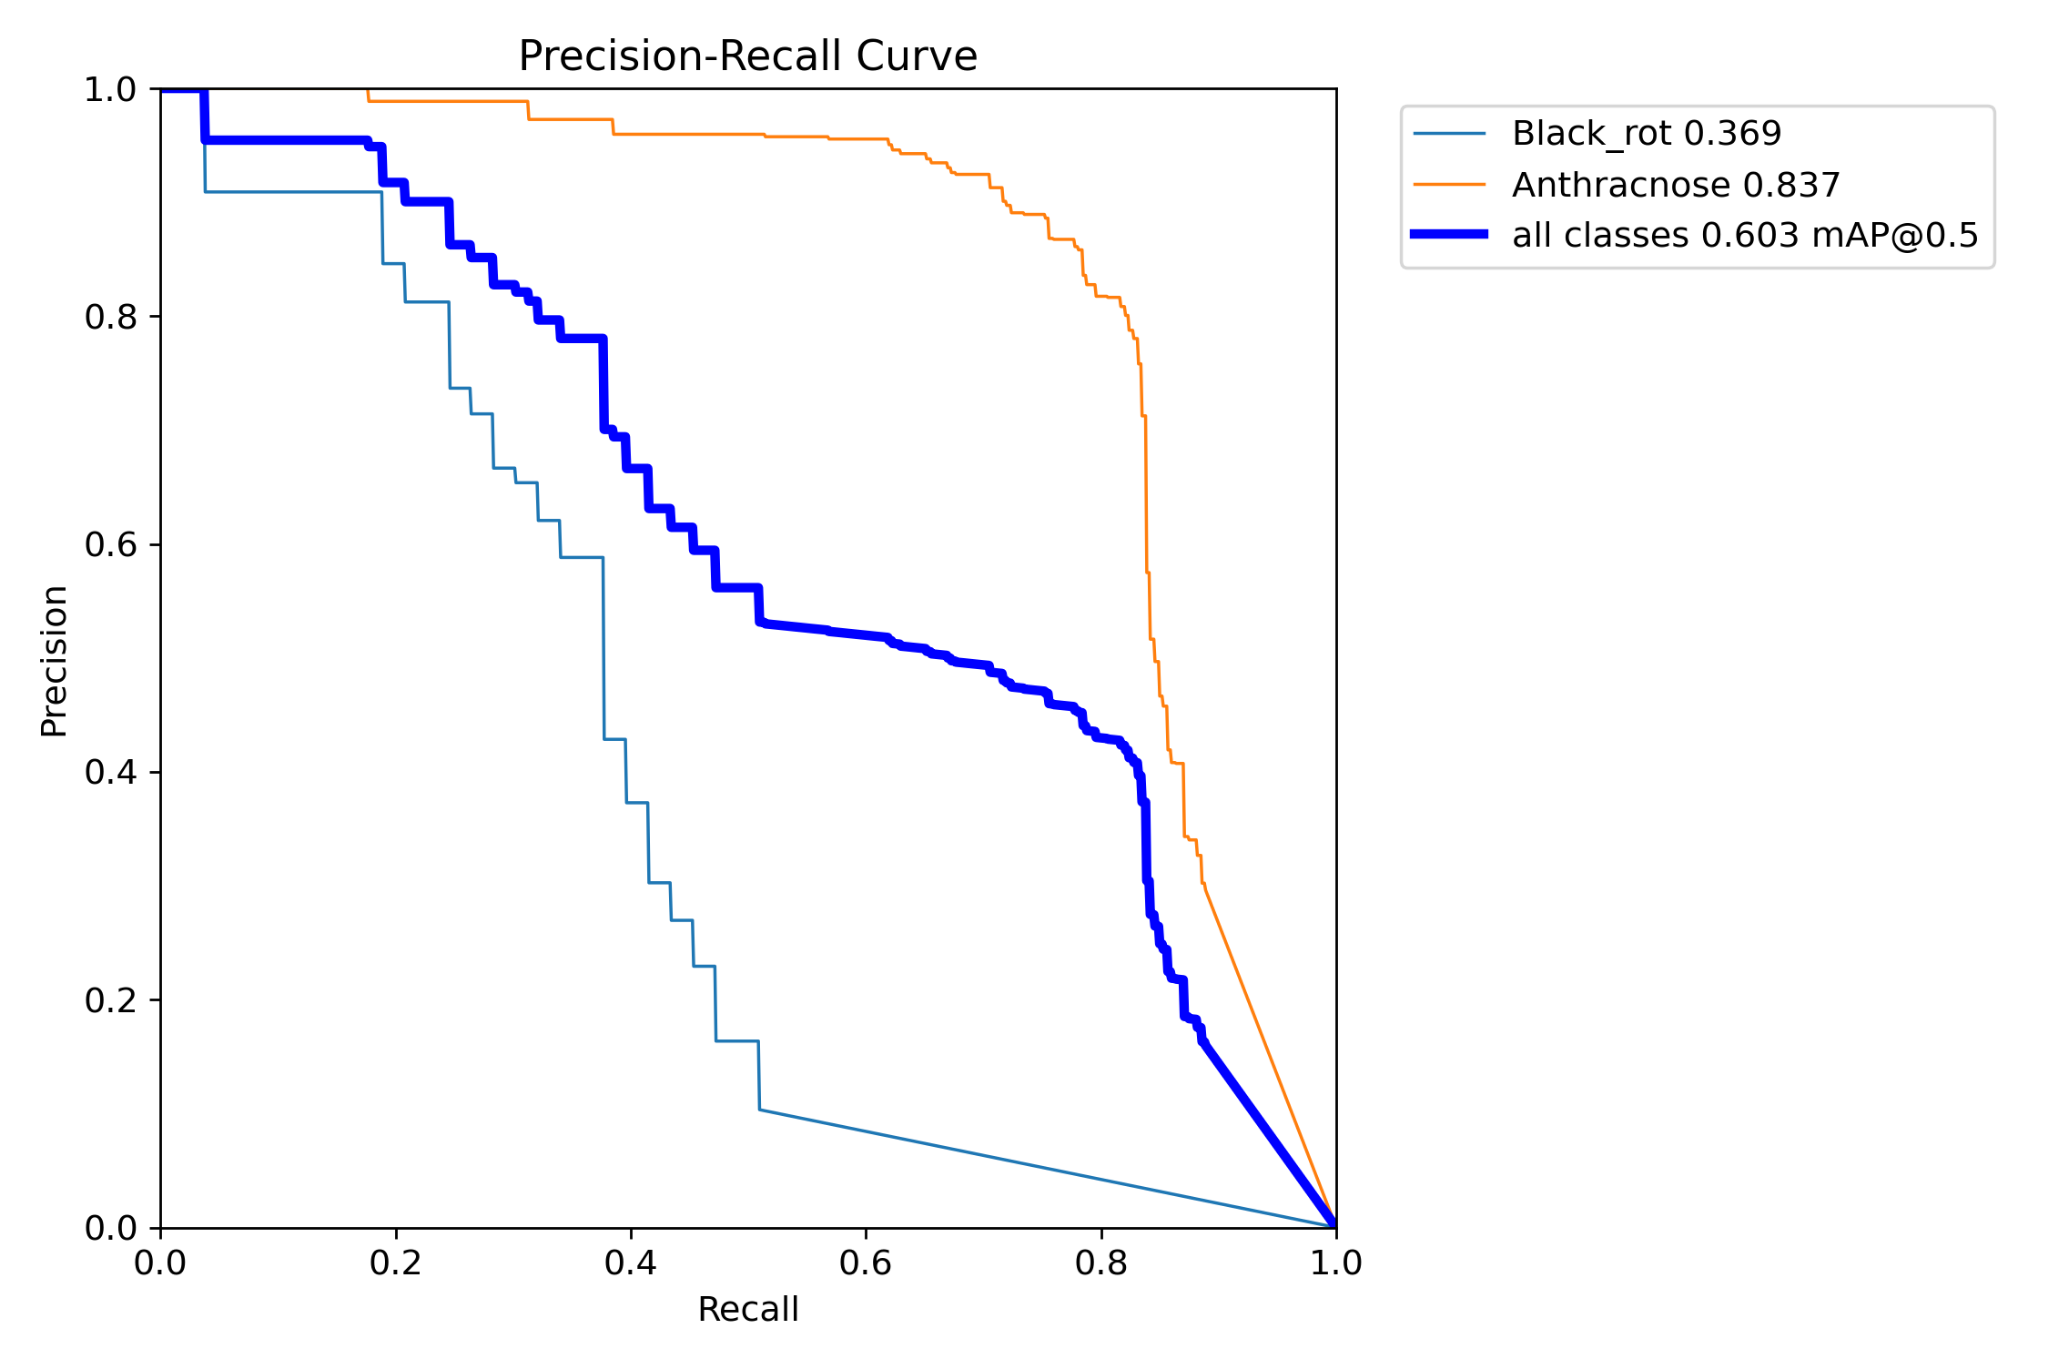 Precision-Recall Curve
1.0
0.8
0.6
0.4
0.2
0.0
Precision
0.0 0.2 0.4 0.6 0.8 1.0
Recall
Black_rot 0.369
Anthracnose 0.837
all classes 0.603 mAP@0.5